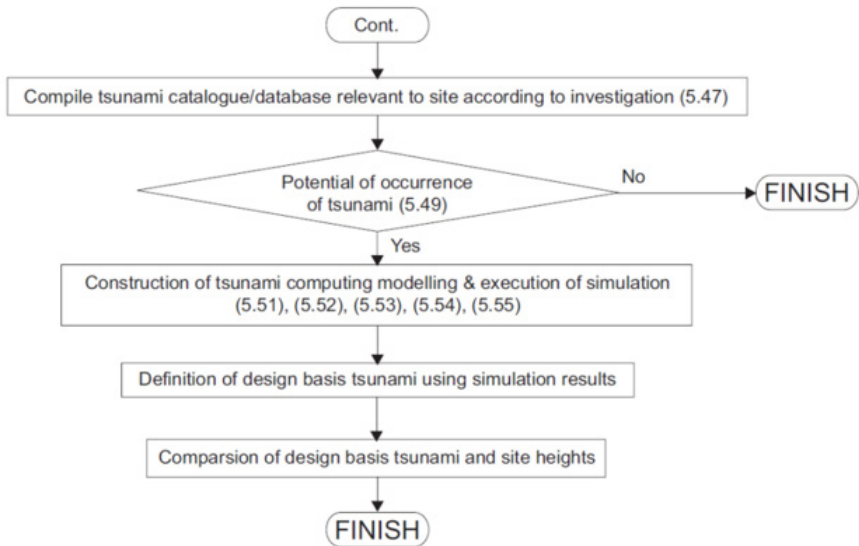 Cont.
Compile tsunami catalogue/database relevant to site according to investigation (5.47)
Potential of occurrence
of tsunami (5.49)
No
FINISH
Yes
Construction of tsunami computing modelling & execution of simulation
(5.51), (5.52), (5.53), (5.54), (5.55)
Definition of design basis tsunami using simulation results
Comparsion of design basis tsunami and site heights
FINISH